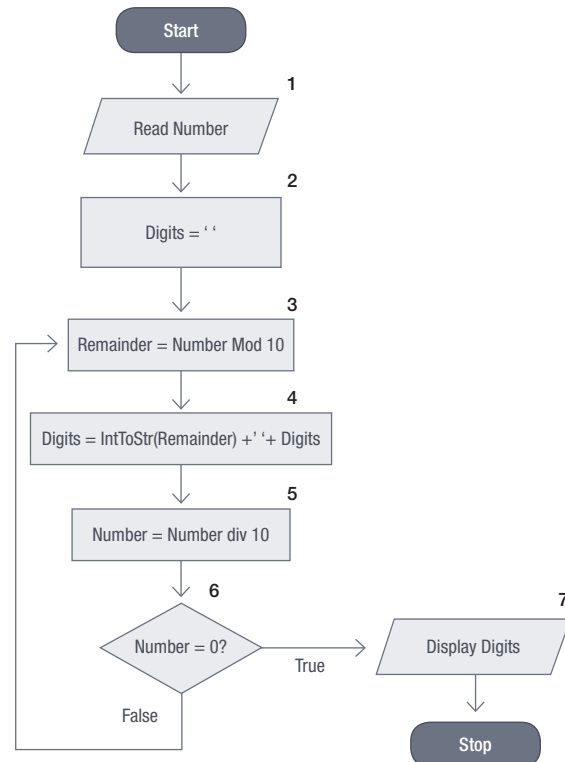 Start
1
Read Number
2
Digits = ‘ ‘
3
Remainder = Number Mod 10
4
Digits = IntToStr(Remainder) +’ ‘+ Digits
5
Number = Number div 10
6
Number = 0?
True
False
7
Display Digits
Stop